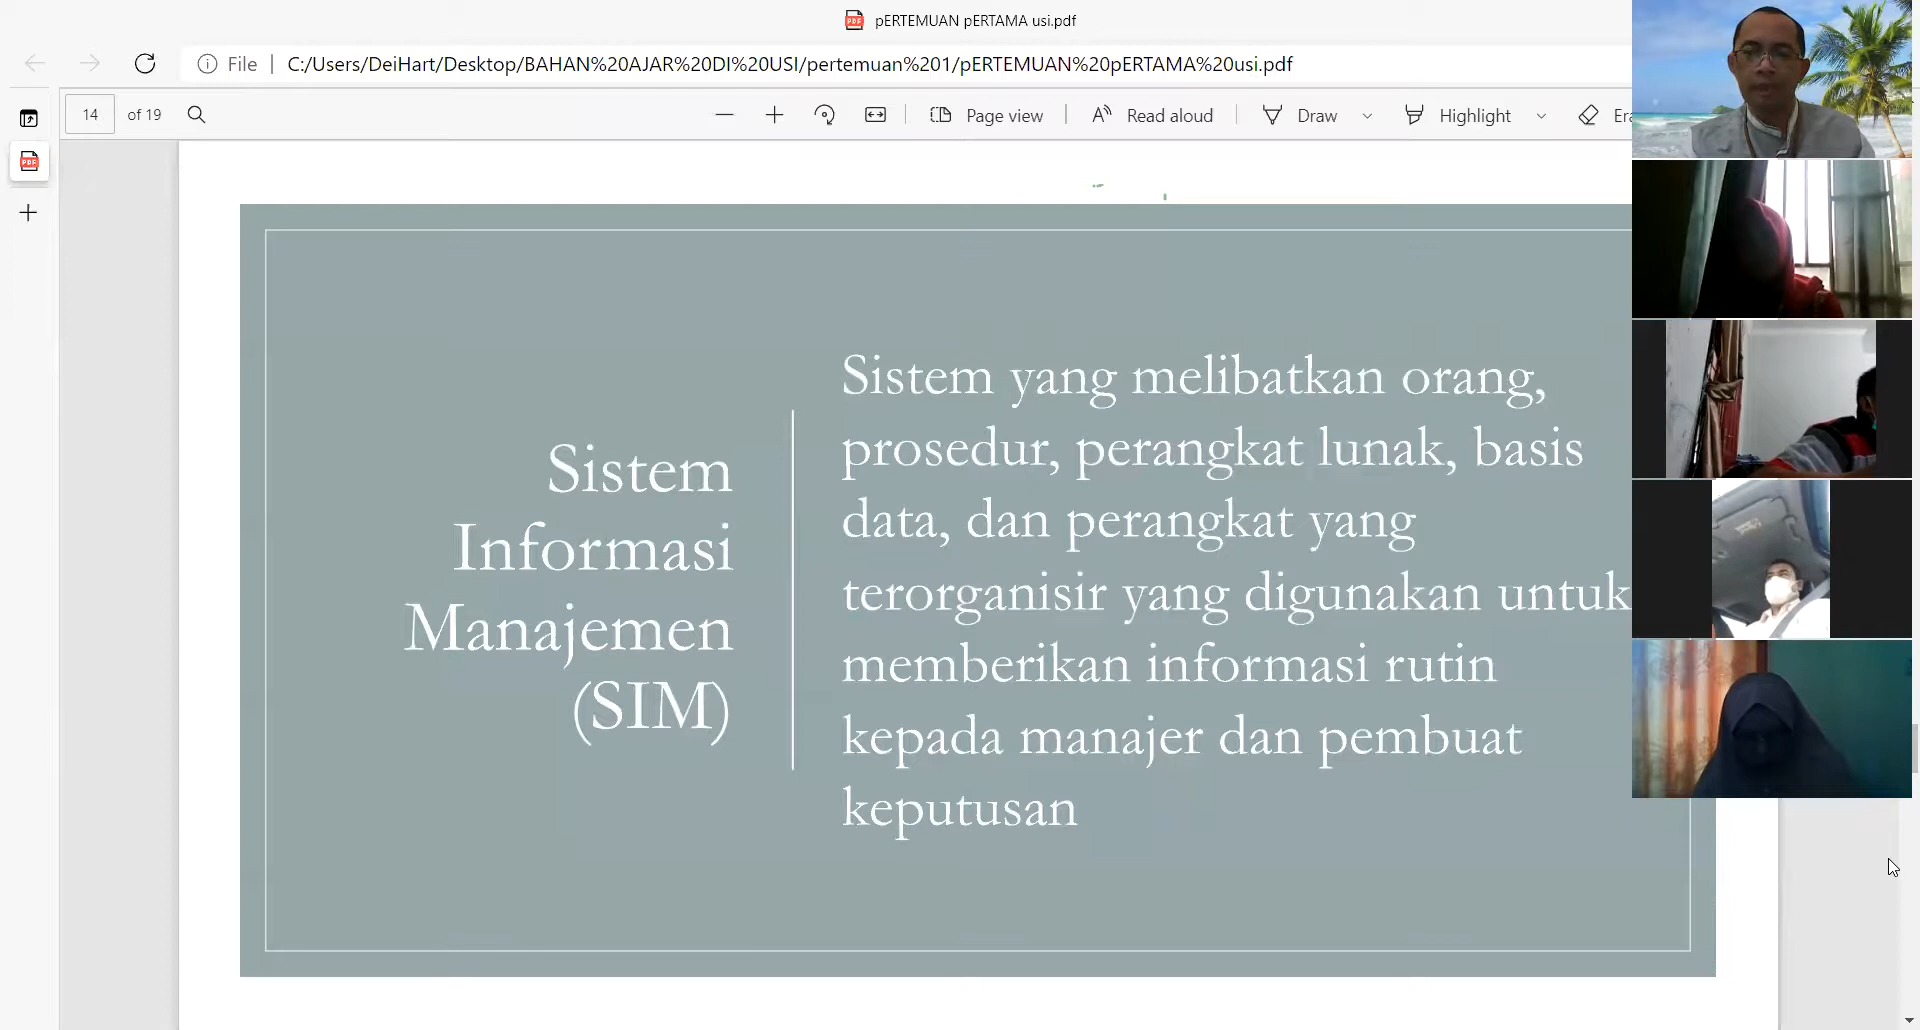 pERTEMUAN pERTAMA usi.pdf
File
C:/Users/DeiHart/Desktop/BAHAN%20AJAR%20DI%20USI/pertemuan%201/pERTEMUAN%20pERTAMA%20usi.pdf
14 of 19
Page view
Read aloud
Draw
Highlight
Era
Sistem
Informasi
Manajemen
(SIM)
Sistem yang melibatkan orang,
prosedur, perangkat lunak, basis
data, dan perangkat yang
terorganisir yang digunakan untuk
memberikan informasi rutin
kepada manajer dan pembuat
keputusan